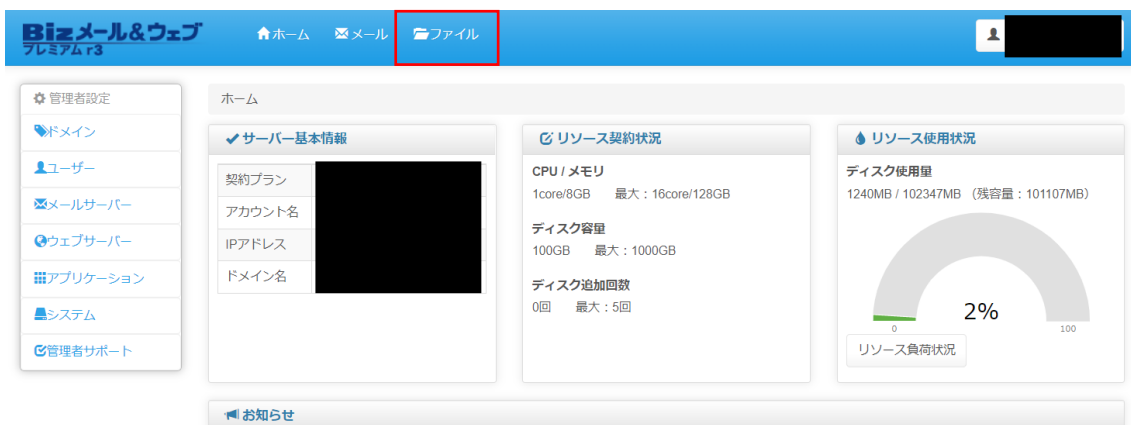 Bizメール&ウェブ
プレミアム r3
ホーム
メール
ファイル
管理者設定
ドメイン
ユーザー
メールサーバー
ウェブサーバー
アプリケーション
システム
管理者サポート
ホーム
サーバー基本情報
契約プラン
アカウント名
IPアドレス
ドメイン名
リソース契約状況
CPU / メモリ
1core/8GB 最大:16core/128GB
ディスク容量
100GB 最大:1000GB
ディスク追加回数
0回 最大:5回
リソース使用状況
ディスク使用量
1240MB / 102347MB (残容量:101107MB)
2%
0 100
リソース負荷状況
お知らせ